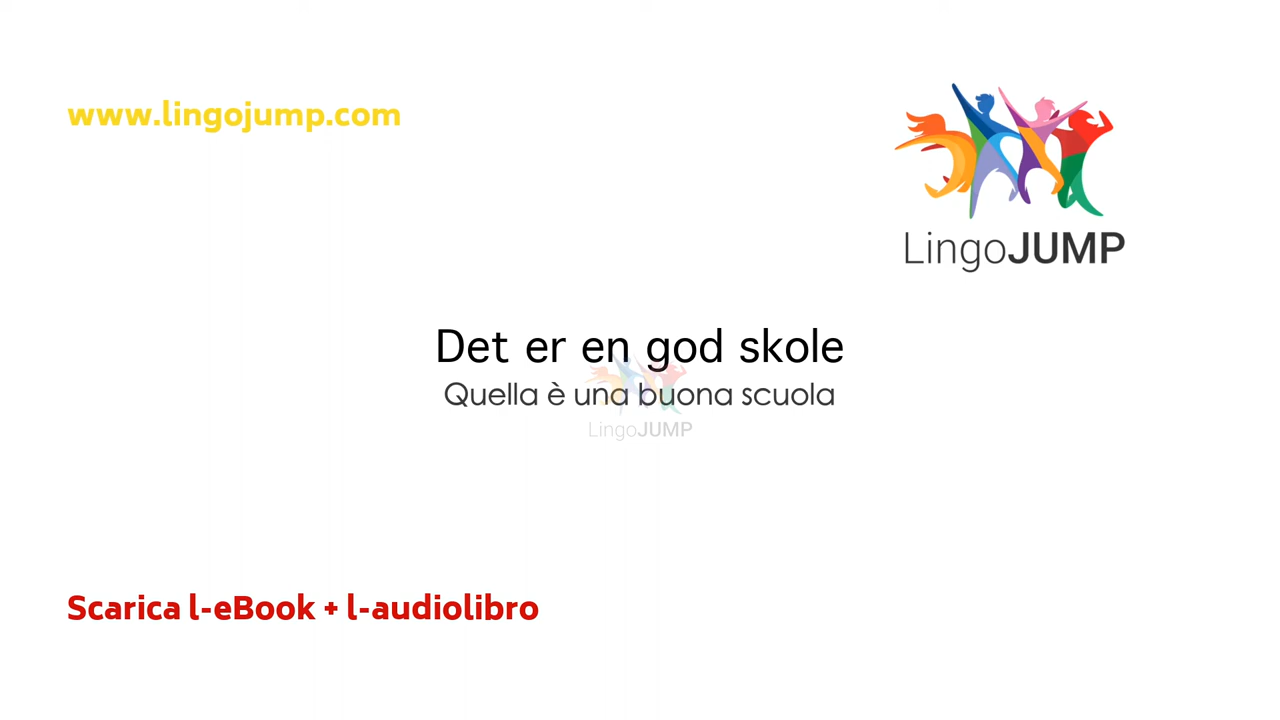 www.lingojump.com
LingoJUMP
Det er en god skole
Quella è una buona scuola
LingoJUMP
Scarica l-eBook + l-audiolibro